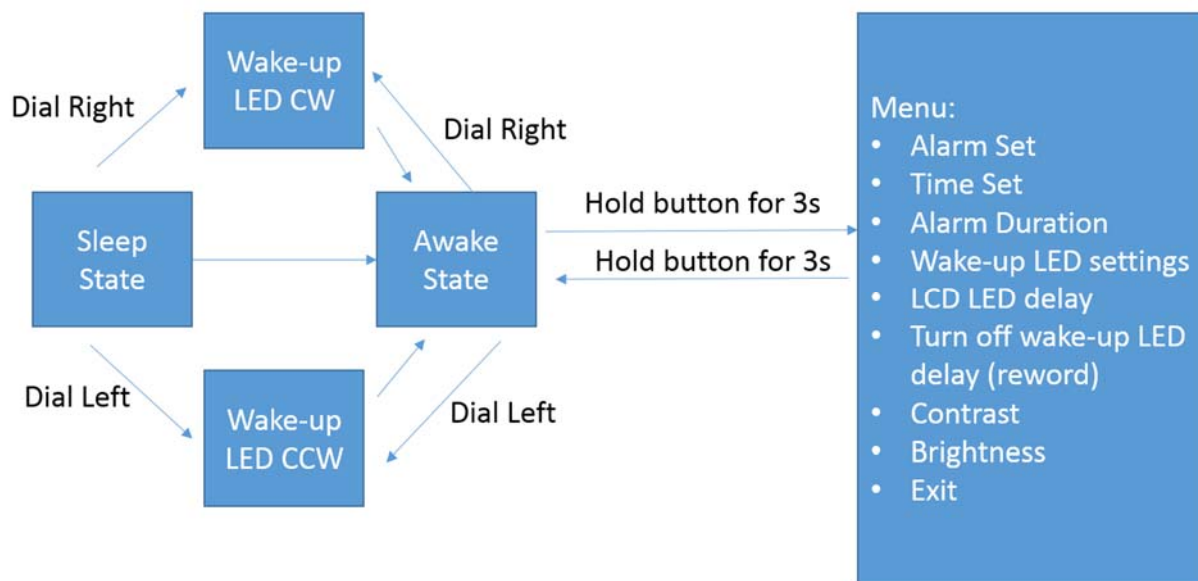 Wake-up
LED CW
Dial Right
Dial Right
Sleep
State
Awake
State
Hold button for 3s
Hold button for 3s
Dial Left
Wake-up
LED CCW
Dial Left
Menu:
• Alarm Set
• Time Set
• Alarm Duration
• Wake-up LED settings
• LCD LED delay
• Turn off wake-up LED
delay (reword)
• Contrast
• Brightness
• Exit